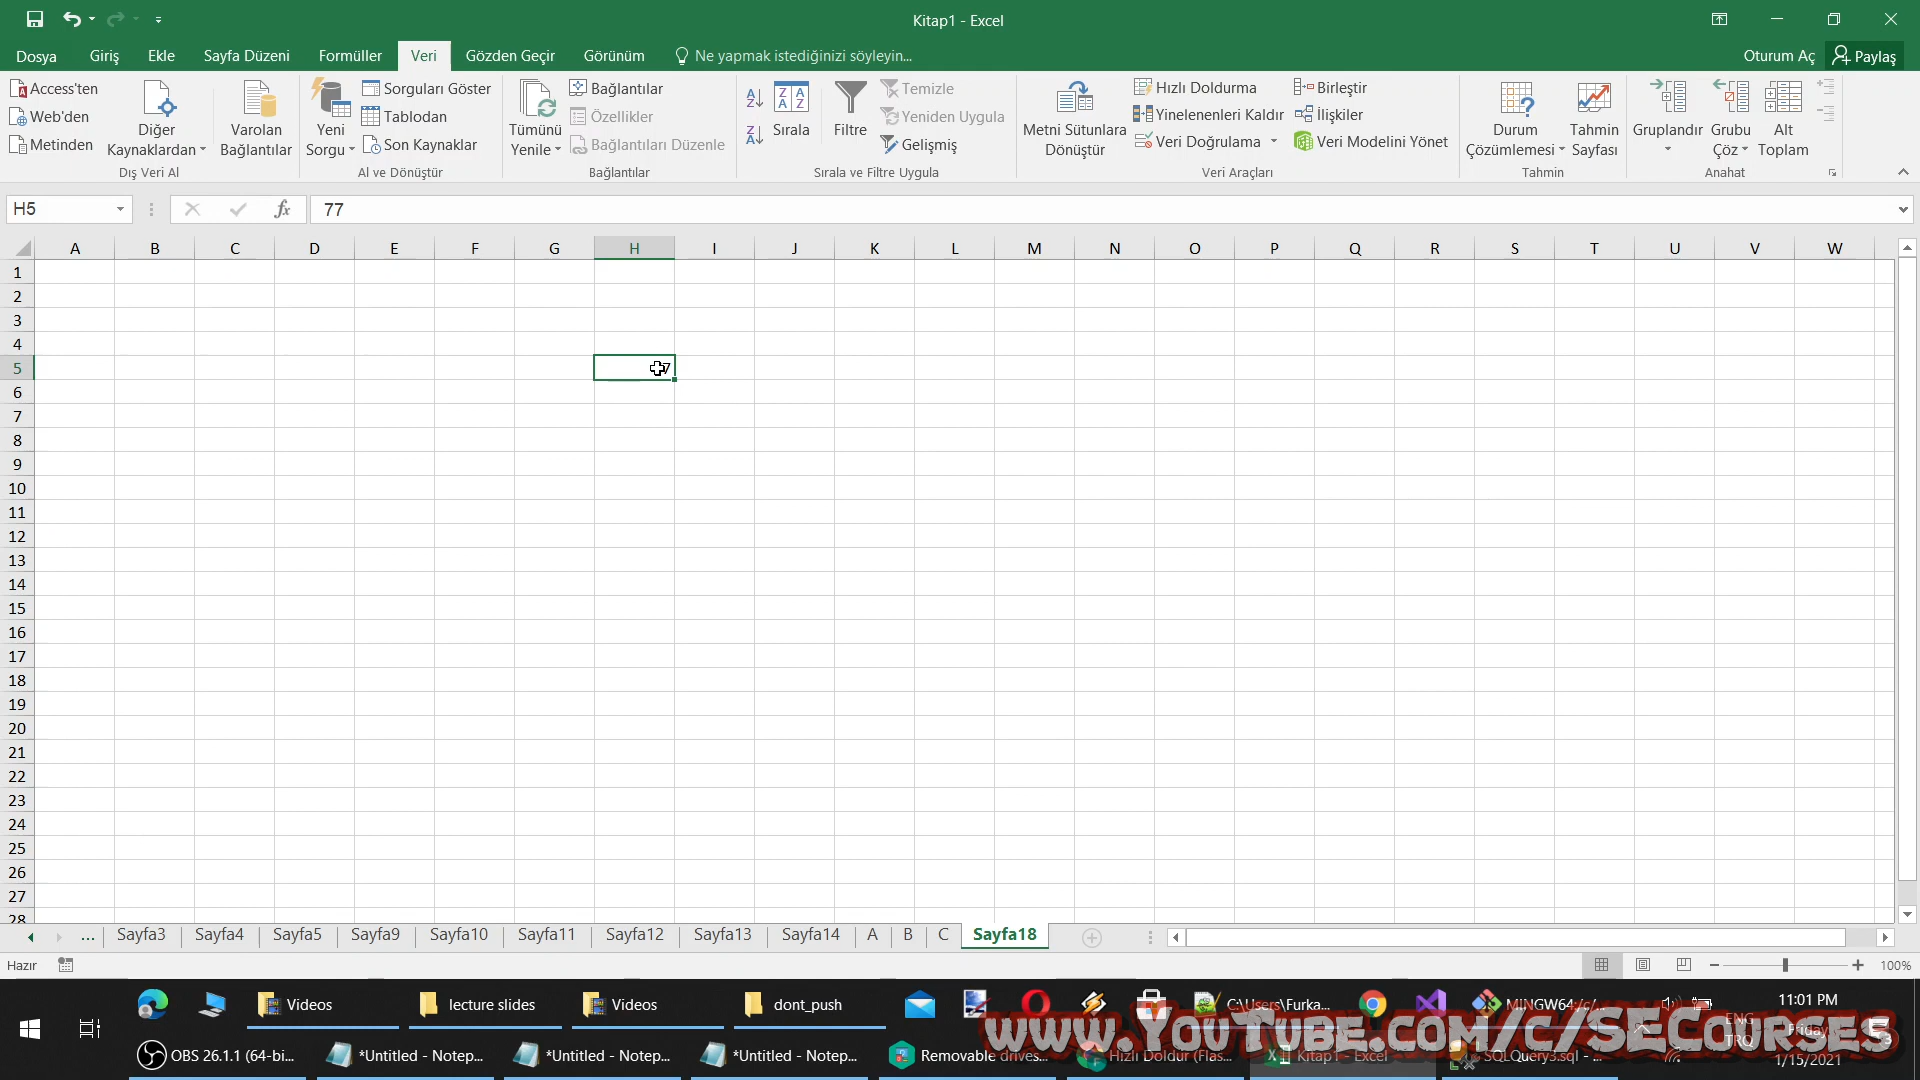 Kitap1 - Excel
Dosya Giriş Ekle Sayfa Düzeni Formüller Veri Gözden Geçir Görünüm Ne yapmak istediğinizi söyleyin... Oturum Aç Paylaş
Access'ten
Web'den
Metinden
Diğer
Kaynaklardan
Varolan
Bağlantılar
Dış Veri Al
Yeni
Sorgu
Sorguları Göster
Tablodan
Son Kaynaklar
Al ve Dönüştür
Tümünü
Yenile
Bağlantılar
Özellikler
Bağlantıları Düzenle
Bağlantılar
Sırala
Filtre
Temizle
Yeniden Uygula
Gelişmiş
Sırala ve Filtre Uygula
Metni Sütunlara
Dönüştür
Hızlı Doldurma
Yinelenenleri Kaldır
Veri Doğrulama
Birleştir
İlişkiler
Veri Modelini Yönet
Veri Araçları
Durum
Çözümlemesi
Tahmin
Sayfası
Tahmin
Gruplandır
Grubu
Çöz
Alt
Toplam
Anahat
H5 fx 77
A B C D E F G H I J K L M N O P Q R S T U V W
1
2
3
4
5
6
7
8
9
10
11
12
13
14
15
16
17
18
19
20
21
22
23
24
25
26
27
28
... Sayfa3 Sayfa4 Sayfa5 Sayfa9 Sayfa10 Sayfa11 Sayfa12 Sayfa13 Sayfa14 A B C Sayfa18
Hazır 100%
Videos lecture slides Videos dont_push C:\Users\Furka... MINGW64:/c/... 11:01 PM
ENG Friday
www.YouTube.com/c/SECourses
OBS 26.1.1 (64-bi... *Untitled - Notep... *Untitled - Notep... *Untitled - Notep... Removable drives... Hızlı Doldur (Flas... Kitap1 - Excel SQLQuery3.sql - ... TRQ 1/15/2021